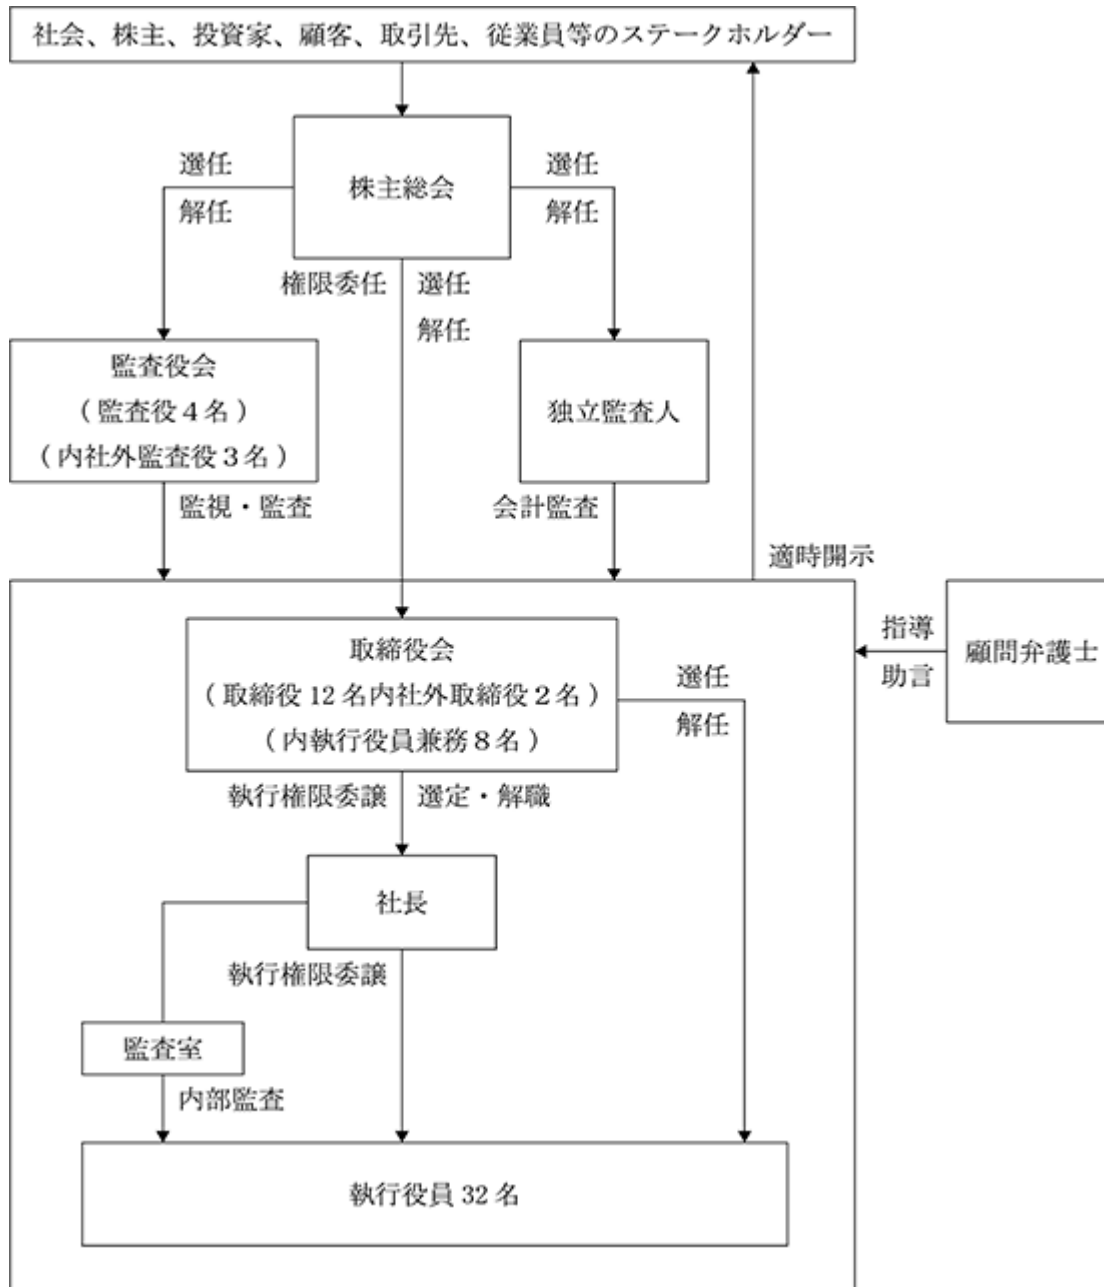 社会、株主、投資家、顧客、取引先、従業員等のステークホルダー
株主総会
選任
解任
選任
解任
権限委任
選任
解任
監査役会
(監査役4名)
(内社外監査役3名)
独立監査人
監視・監査
会計監査
適時開示
取締役会
(取締役12名内社外取締役2名)
(内執行役員兼務8名)
選任
解任
指導
助言
顧問弁護士
執行権限委譲
選定・解職
社長
執行権限委譲
監査室
内部監査
執行役員32名